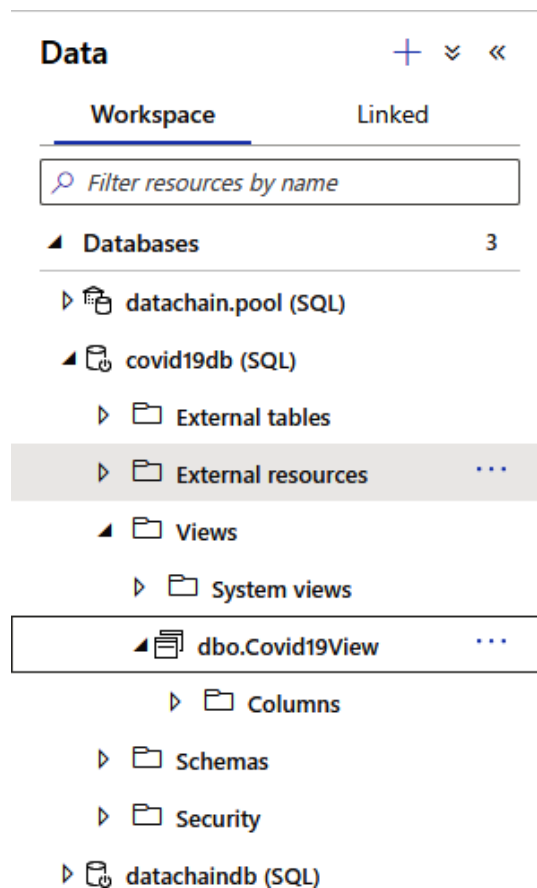 Data
Workspace Linked
Filter resources by name
Databases 3
datachain.pool (SQL)
covid19db (SQL)
External tables
External resources ...
Views
System views
dbo.Covid19View ...
Columns
Schemas
Security
datachaindb (SQL)